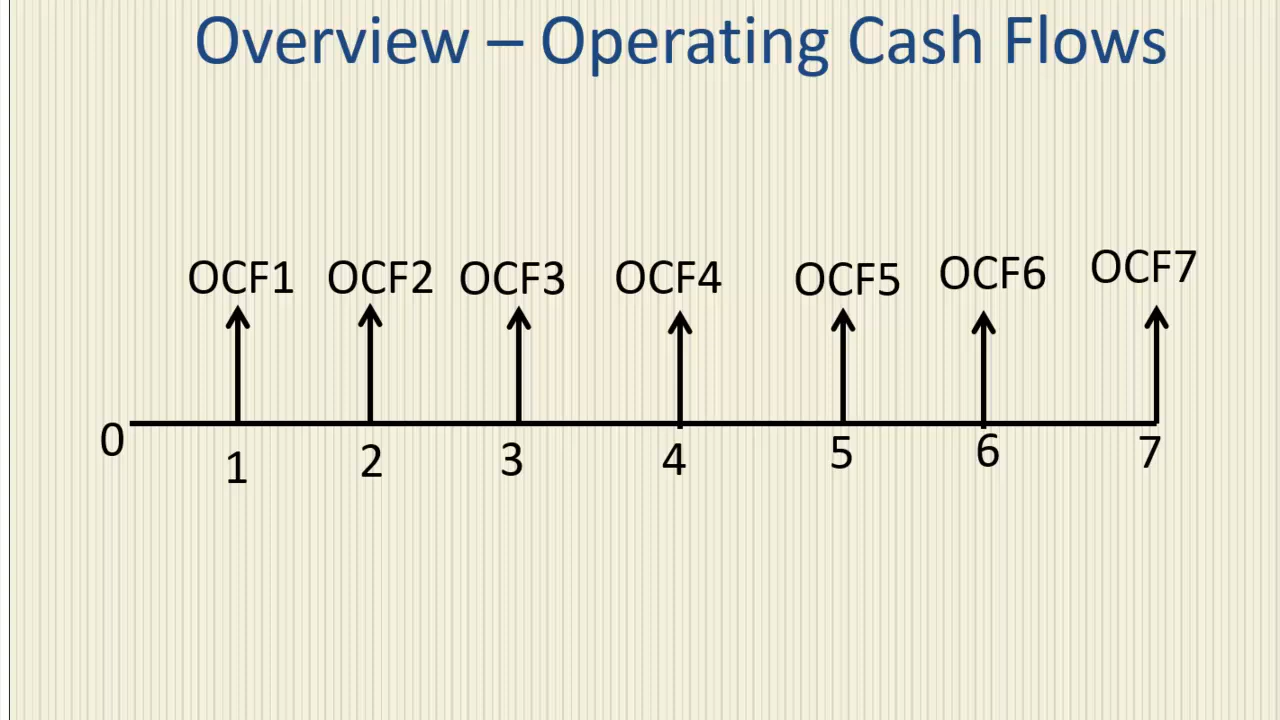 Overview – Operating Cash Flows
OCF1 OCF2 OCF3 OCF4 OCF5 OCF6 OCF7
0 1 2 3 4 5 6 7